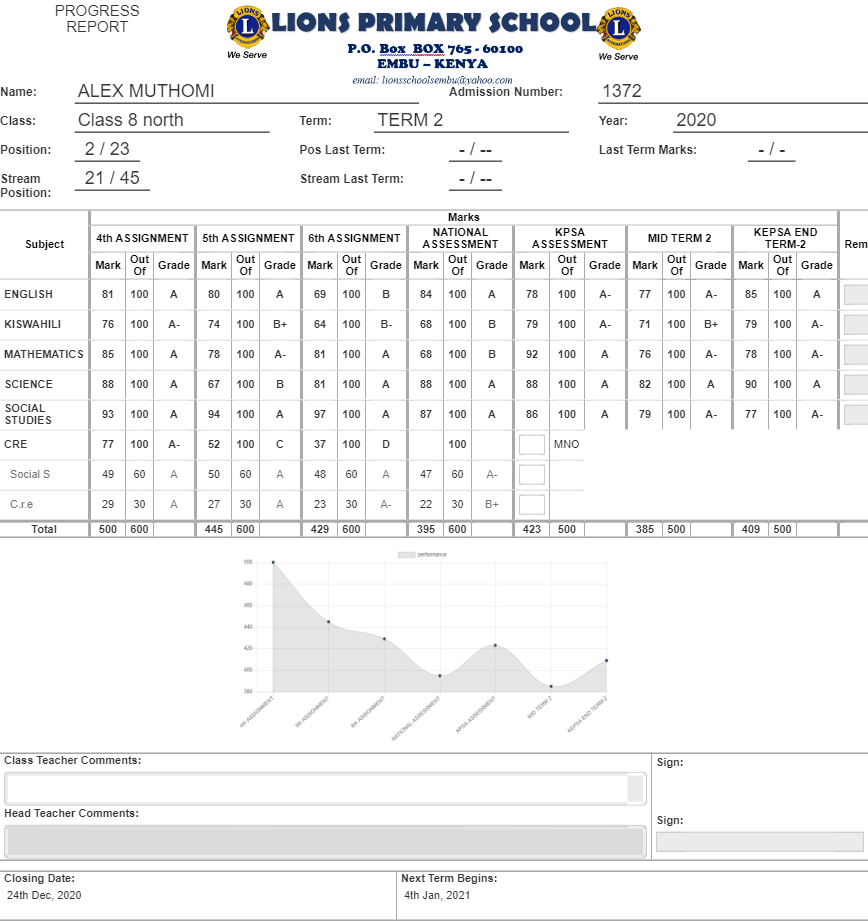 PROGRESS
REPORT
LIONS PRIMARY SCHOOL
We Serve
We Serve
P.O. Box BOX 765 - 60100
EMBU – KENYA
email: lionsschoolsembu@yahoo.com
Name: ALEX MUTHOMI Admission Number: 1372
Class: Class 8 north Term: TERM 2 Year: 2020
Position: 2 / 23 Pos Last Term: - / -- Last Term Marks: - / -
Stream Position: 21 / 45 Stream Last Term: - / --
Marks
Subject 4th ASSIGNMENT 5th ASSIGNMENT 6th ASSIGNMENT NATIONAL ASSESSMENT KPSA ASSESSMENT MID TERM 2 KEPSA END TERM-2 Rem
Mark Out Of Grade Mark Out Of Grade Mark Out Of Grade Mark Out Of Grade Mark Out Of Grade Mark Out Of Grade Mark Out Of Grade
ENGLISH 81 100 A 80 100 A 69 100 B 84 100 A 78 100 A- 77 100 A- 85 100 A
KISWAHILI 76 100 A- 74 100 B+ 64 100 B- 68 100 B 79 100 A- 71 100 B+ 79 100 A-
MATHEMATICS 85 100 A 78 100 A- 81 100 A 68 100 B 92 100 A 76 100 A- 78 100 A-
SCIENCE 88 100 A 67 100 B 81 100 A 88 100 A 88 100 A 82 100 A 90 100 A
SOCIAL STUDIES 93 100 A 94 100 A 97 100 A 87 100 A 86 100 A 79 100 A- 77 100 A-
CRE 77 100 A- 52 100 C 37 100 D 100 MNO
Social S 49 60 A 50 60 A 48 60 A 47 60 A-
C.r.e 29 30 A 27 30 A 23 30 A- 22 30 B+
Total 500 600 445 600 429 600 395 600 423 500 385 500 409 500
performance
500
480
460
440
420
400
380
4th ASSIGNMENT 5th ASSIGNMENT 6th ASSIGNMENT NATIONAL ASSESSMENT KPSA ASSESSMENT MID TERM 2 KEPSA END TERM-2
Class Teacher Comments: Sign:
Head Teacher Comments: Sign:
Closing Date: Next Term Begins:
24th Dec, 2020 4th Jan, 2021